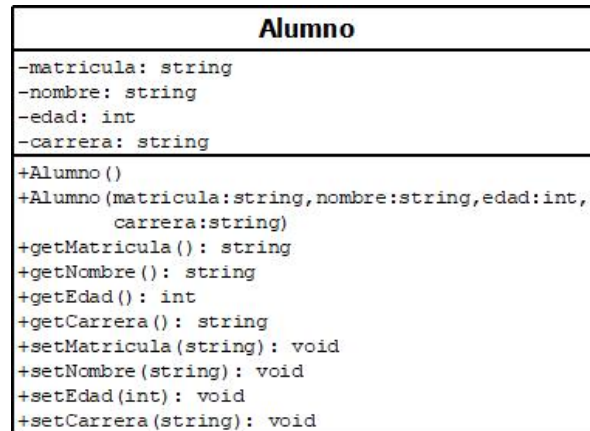 Alumno
-matricula: string
-nombre: string
-edad: int
-carrera: string
+Alumno()
+Alumno(matricula:string,nombre:string,edad:int,
carrera:string)
+getMatricula(): string
+getNombre(): string
+getEdad(): int
+getCarrera(): string
+setMatricula(string): void
+setNombre(string): void
+setEdad(int): void
+setCarrera(string): void